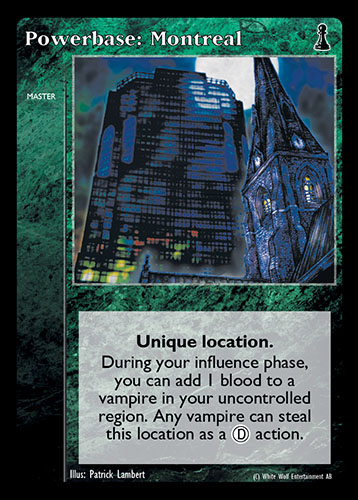 Powerbase: Montreal
MASTER
Unique location.
During your influence phase,
you can add 1 blood to a
vampire in your uncontrolled
region. Any vampire can steal
this location as a Ⓓ action.
Illus: Patrick Lambert
(C) White Wolf Entertainment AB